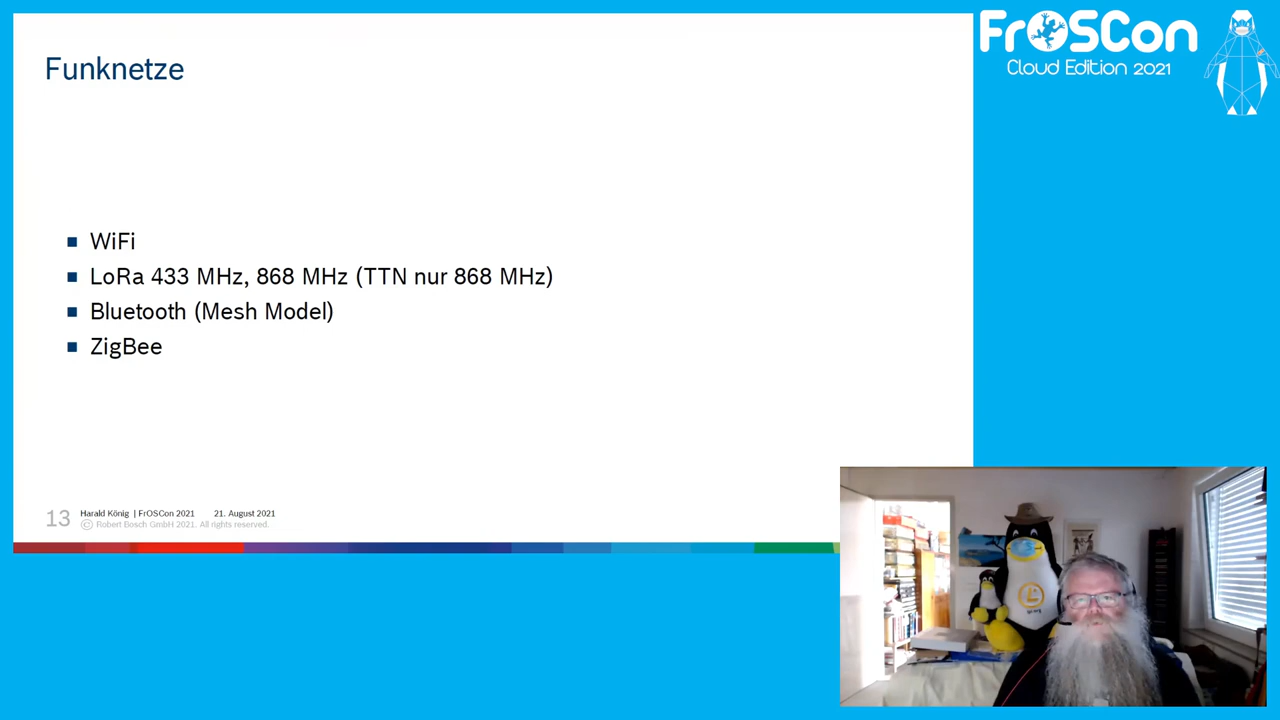 Funknetze
WiFi
LoRa 433 MHz, 868 MHz (TTN nur 868 MHz)
Bluetooth (Mesh Model)
ZigBee
13
Harald König | FrOSCon 2021 21. August 2021
© Robert Bosch GmbH 2021. All rights reserved.
FrOSCon
Cloud Edition 2021